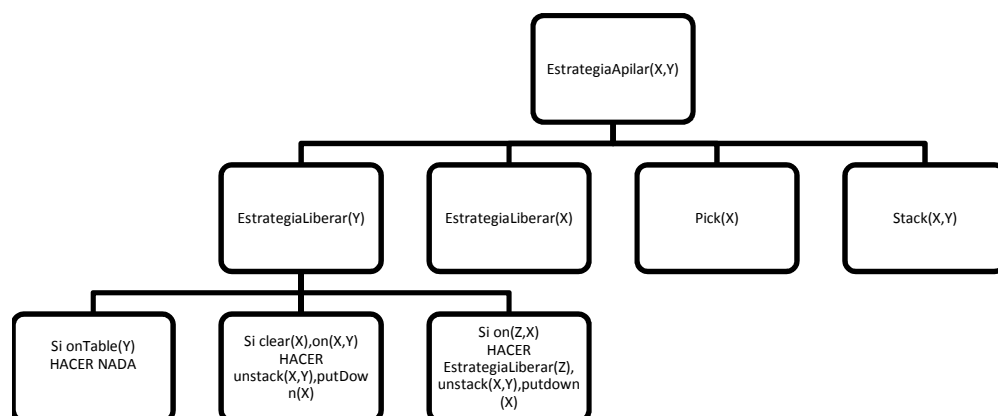 EstrategiaApilar(X,Y)
EstrategiaLiberar(Y)
EstrategiaLiberar(X)
Pick(X)
Stack(X,Y)
Si onTable(Y)
HACER NADA
Si clear(X),on(X,Y)
HACER
unstack(X,Y),putDow
n(X)
Si on(Z,X)
HACER
EstrategiaLiberar(Z),
unstack(X,Y),putdown
(X)